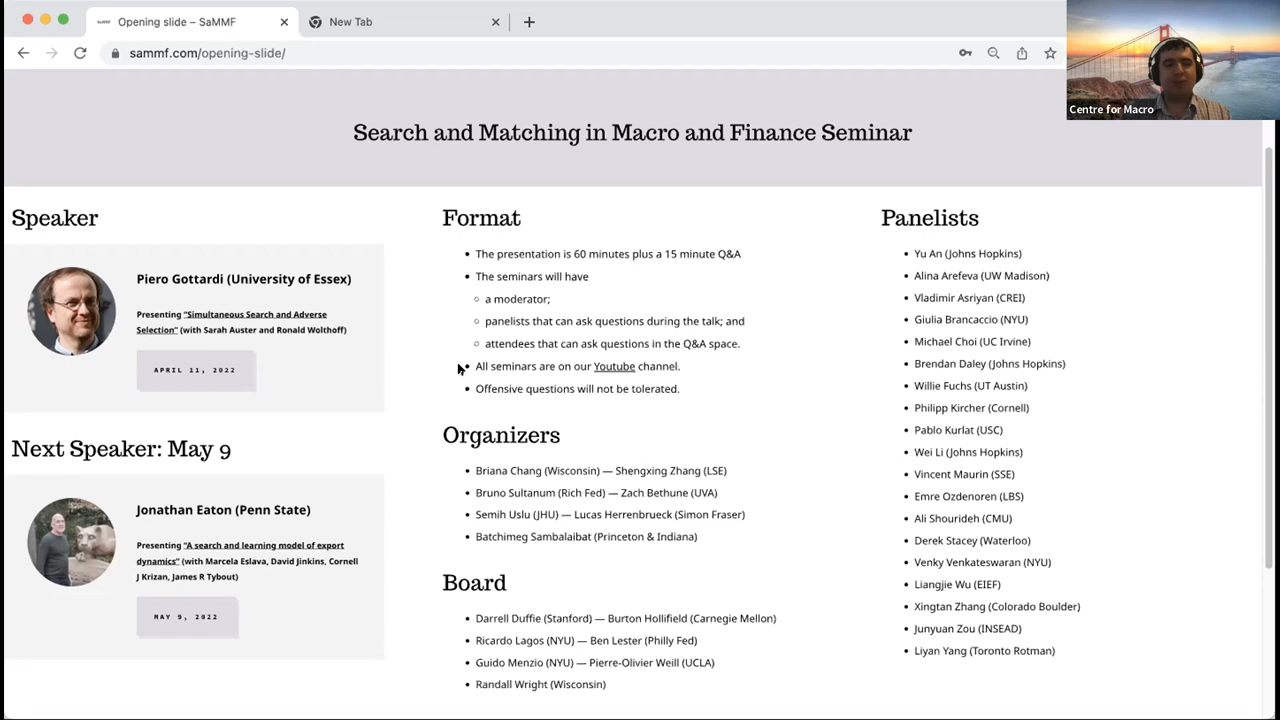 Opening slide – SaMMF
New Tab
sammf.com/opening-slide/
Centre for Macro
Search and Matching in Macro and Finance Seminar
Speaker
Piero Gottardi (University of Essex)
Presenting “Simultaneous Search and Adverse
Selection” (with Sarah Auster and Ronald Wolthoff)
APRIL 11, 2022
Next Speaker: May 9
Jonathan Eaton (Penn State)
Presenting “A search and learning model of export
dynamics” (with Marcela Eslava, David Jinkins, Cornell
J Krizan, James R Tybout)
MAY 9, 2022
Format
The presentation is 60 minutes plus a 15 minute Q&A
The seminars will have
a moderator;
panelists that can ask questions during the talk; and
attendees that can ask questions in the Q&A space.
All seminars are on our Youtube channel.
Offensive questions will not be tolerated.
Organizers
Briana Chang (Wisconsin) — Shengxing Zhang (LSE)
Bruno Sultanum (Rich Fed) — Zach Bethune (UVA)
Semih Uslu (JHU) — Lucas Herrenbrueck (Simon Fraser)
Batchimeg Sambalaibat (Princeton & Indiana)
Board
Darrell Duffie (Stanford) — Burton Hollifield (Carnegie Mellon)
Ricardo Lagos (NYU) — Ben Lester (Philly Fed)
Guido Menzio (NYU) — Pierre-Olivier Weill (UCLA)
Randall Wright (Wisconsin)
Panelists
Yu An (Johns Hopkins)
Alina Arefeva (UW Madison)
Vladimir Asriyan (CREI)
Giulia Brancaccio (NYU)
Michael Choi (UC Irvine)
Brendan Daley (Johns Hopkins)
Willie Fuchs (UT Austin)
Philipp Kircher (Cornell)
Pablo Kurlat (USC)
Wei Li (Johns Hopkins)
Vincent Maurin (SSE)
Emre Ozdenoren (LBS)
Ali Shourideh (CMU)
Derek Stacey (Waterloo)
Venky Venkateswaran (NYU)
Liangjie Wu (EIEF)
Xingtan Zhang (Colorado Boulder)
Junyuan Zou (INSEAD)
Liyan Yang (Toronto Rotman)